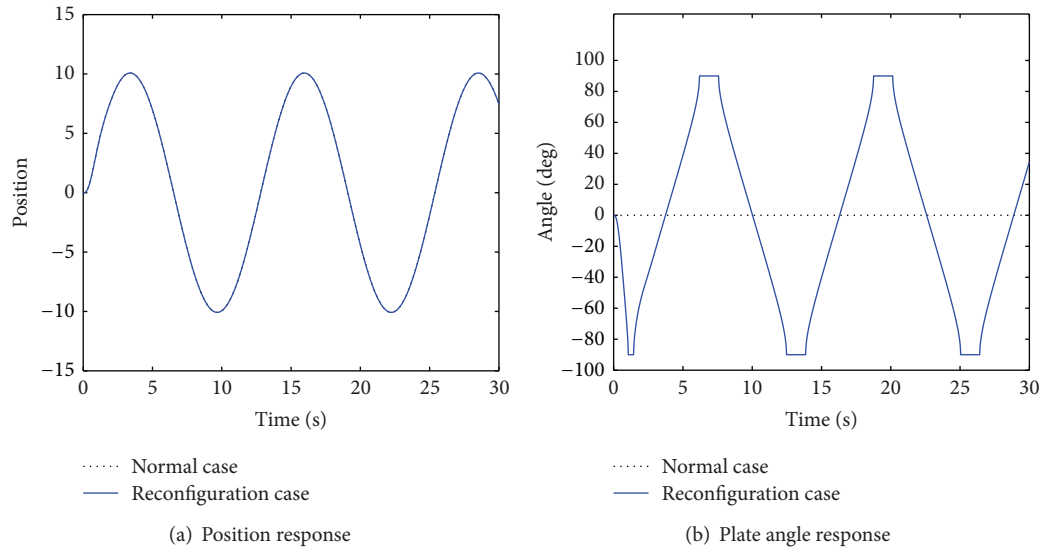 15
10
5
0
−5
−10
−15
Position
0 5 10 15 20 25 30
Time (s)
Normal case
Reconfiguration case
(a) Position response
100
80
60
40
20
0
−20
−40
−60
−80
−100
Angle (deg)
0 5 10 15 20 25 30
Time (s)
Normal case
Reconfiguration case
(b) Plate angle response